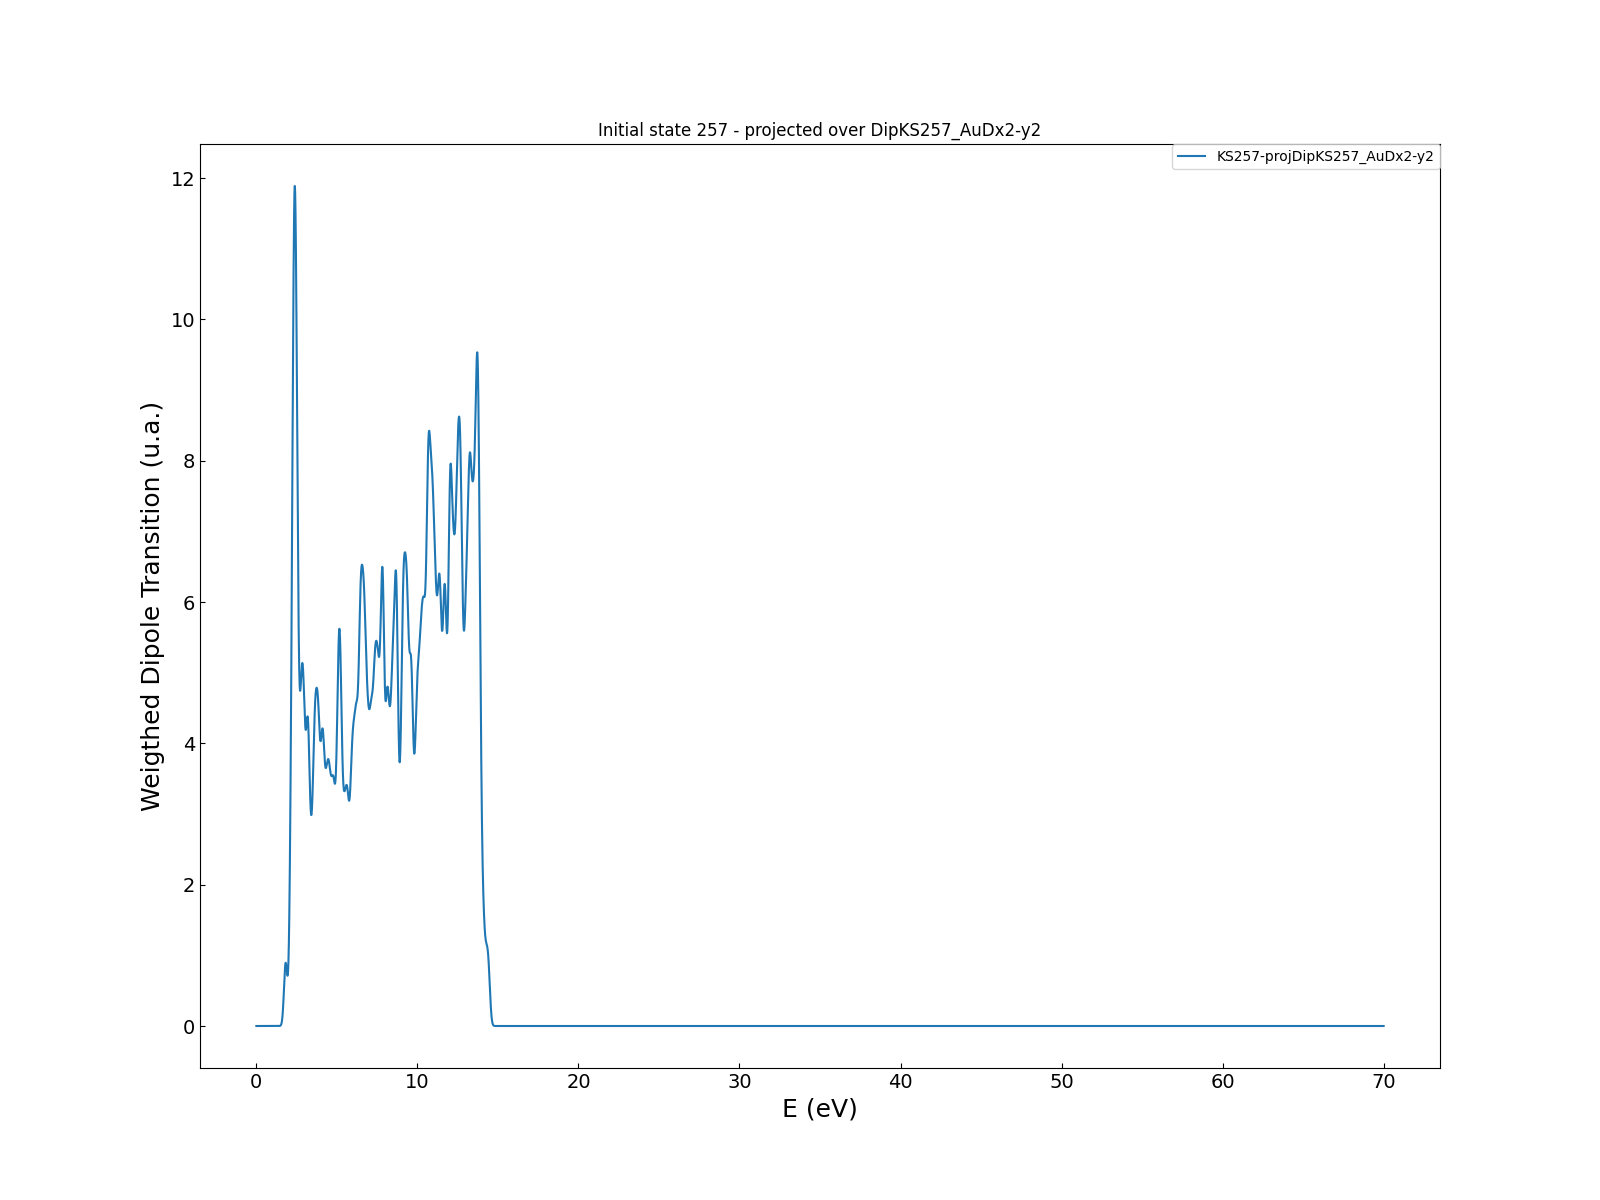 Initial state 257 - projected over DipKS257_AuDx2-y2
KS257-projDipKS257_AuDx2-y2
Weigthed Dipole Transition (u.a.)
12
10
8
6
4
2
0
0 10 20 30 40 50 60 70
E (eV)